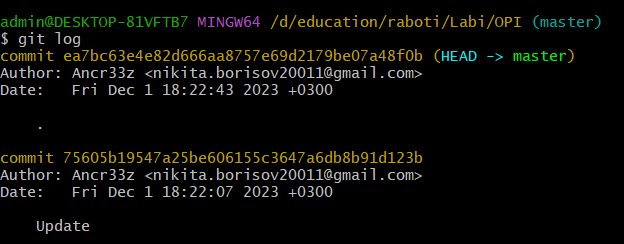 admin@DESKTOP-81VFTB7 MINGW64 /d/education/raboti/Labi/OPI (master)
$ git log
commit ea7bc63e4e82d666aa8757e69d2179be07a48f0b (HEAD -> master)
Author: Ancr33z <nikita.borisov20011@gmail.com>
Date:   Fri Dec 1 18:22:43 2023 +0300
    .
commit 75605b19547a25be606155c3647a6db8b91d123b
Author: Ancr33z <nikita.borisov20011@gmail.com>
Date:   Fri Dec 1 18:22:07 2023 +0300
    Update